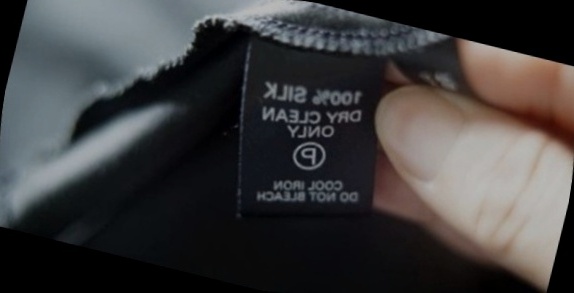 100% SILK
DRY CLEAN
ONLY
P
COOL IRON
DO NOT BLEACH